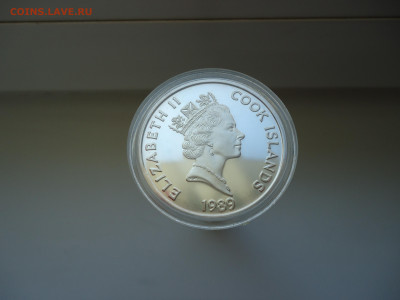 COINS.LAVE.RU
ELIZABETH II
COOK ISLANDS
1989